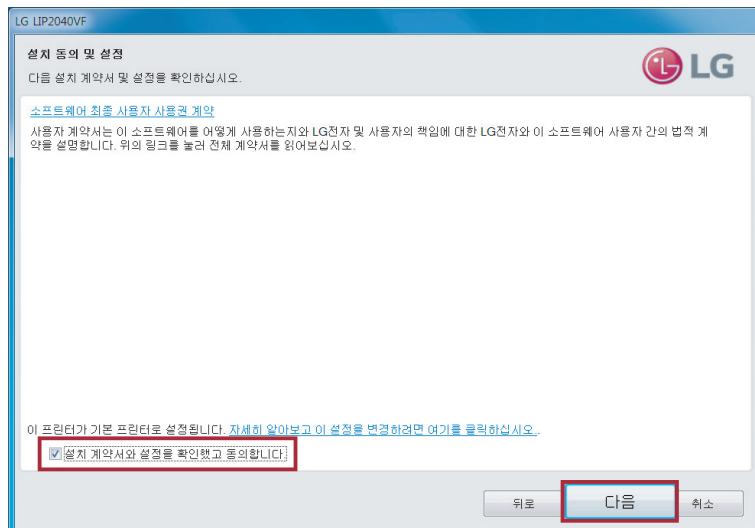 LG LIP2040VF
설치 동의 및 설정
다음 설치 계약서 및 설정을 확인하십시오.
LG
소프트웨어 최종 사용자 사용권 계약
사용자 계약서는 이 소프트웨어를 어떻게 사용하는지와 LG전자 및 사용자의 책임에 대한 LG전자와 이 소프트웨어 사용자 간의 법적 계
약을 설명합니다. 위의 링크를 눌러 전체 계약서를 읽어보십시오.
이 프린터가 기본 프린터로 설정됩니다. 자세히 알아보고 이 설정을 변경하려면 여기를 클릭하십시오..
설치 계약서와 설정을 확인했고 동의합니다.
뒤로 다음 취소